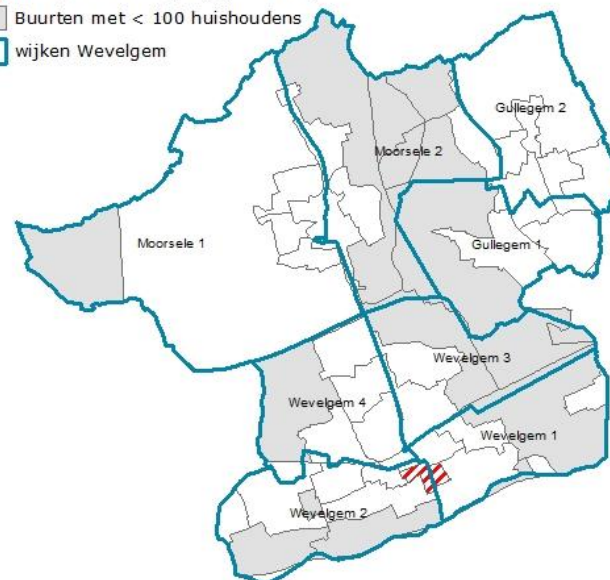 Buurten met < 100 huishoudens
wijken Wevelgem
Gullegem 2
Moorsele 2
Moorsele 1
Gullegem 1
Wevelgem 3
Wevelgem 4
Wevelgem 1
Wevelgem 2